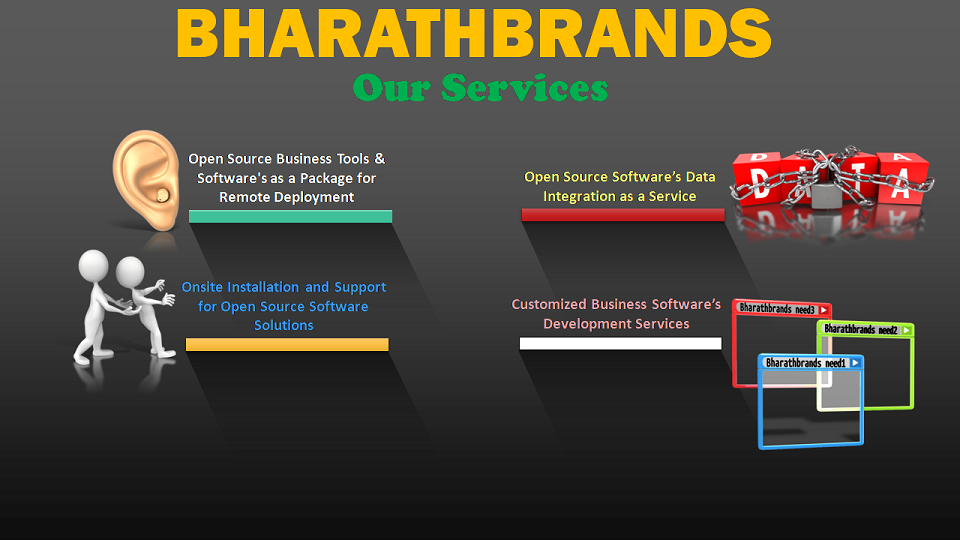 BHARATHBRANDS
Our Services
Open Source Business Tools &
Software's as a Package for
Remote Deployment
Open Source Software’s Data
Integration as a Service
D A T A
D A
Onsite Installation and Support
for Open Source Software
Solutions
Customized Business Software’s
Development Services
Bharathbrands need3
Bharathbrands need2
Bharathbrands need1